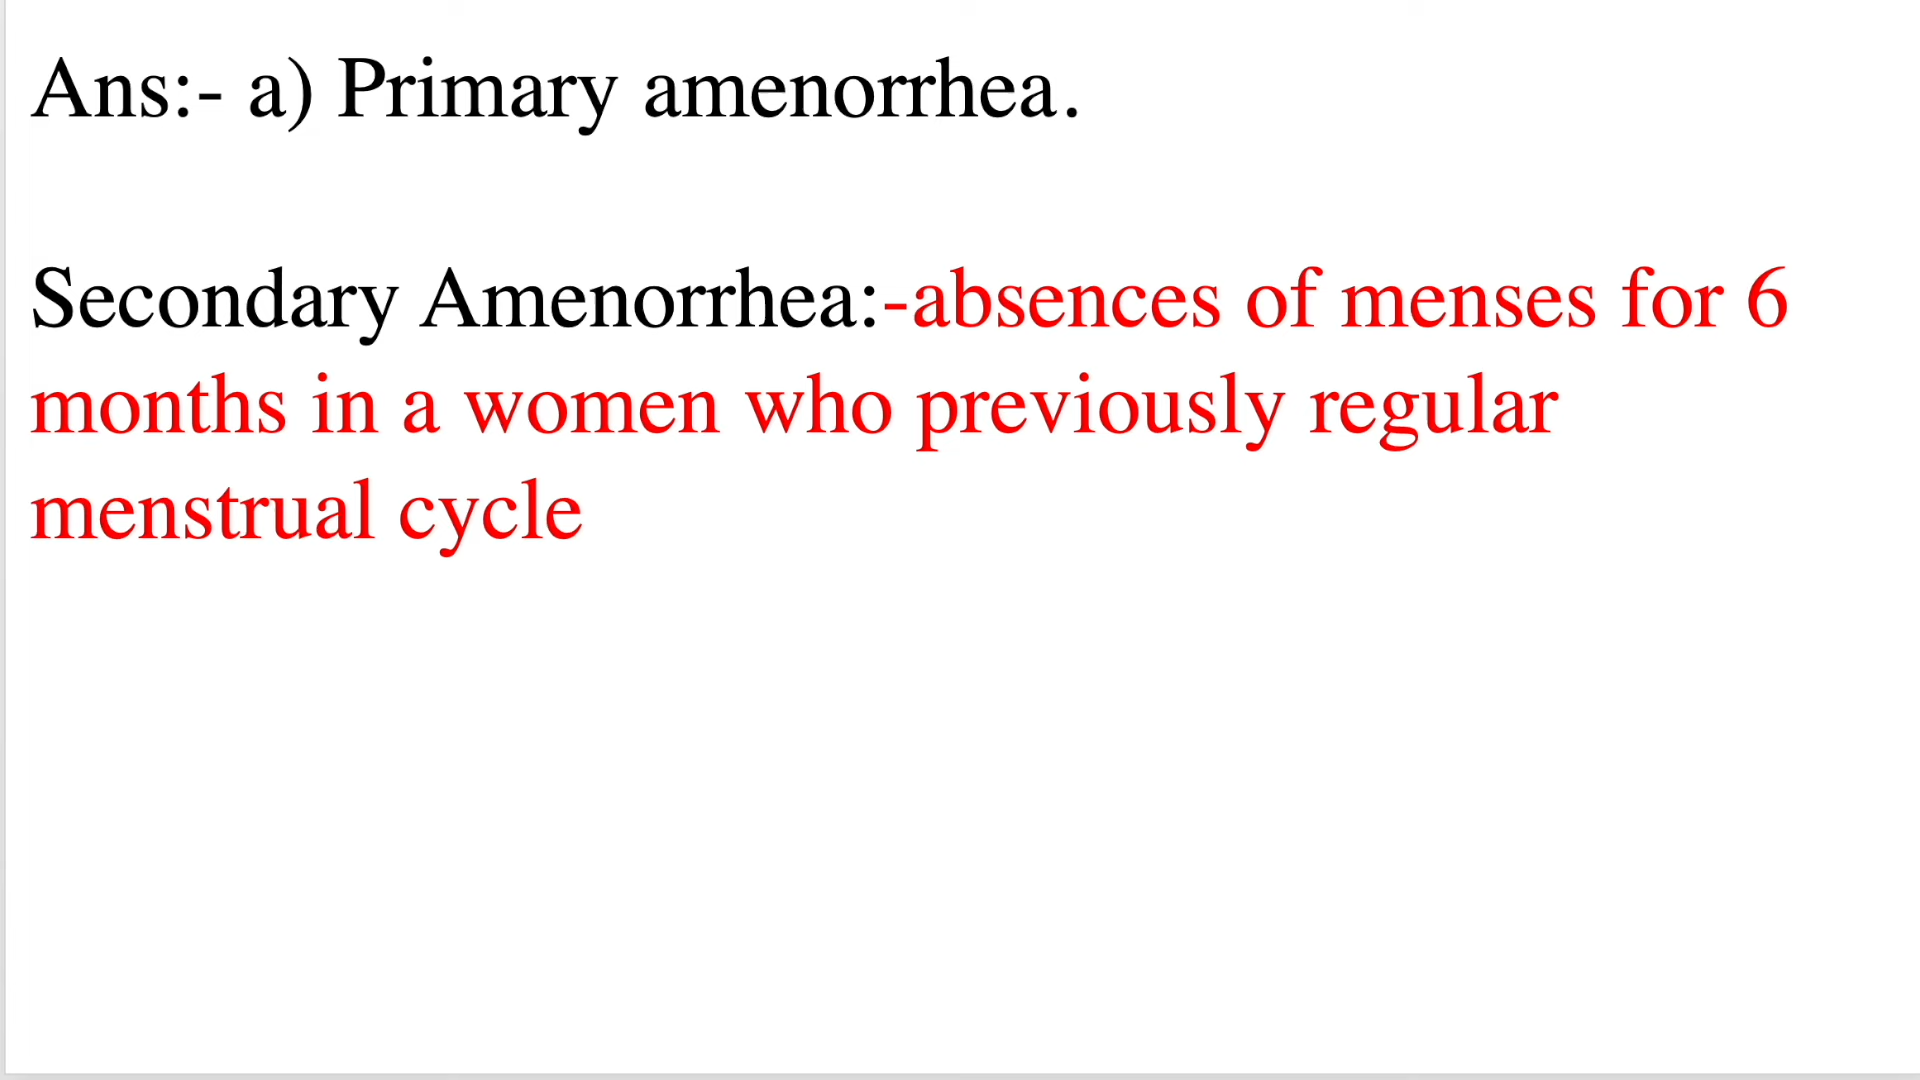 Ans:- a) Primary amenorrhea.
Secondary Amenorrhea:-absences of menses for 6
months in a women who previously regular
menstrual cycle